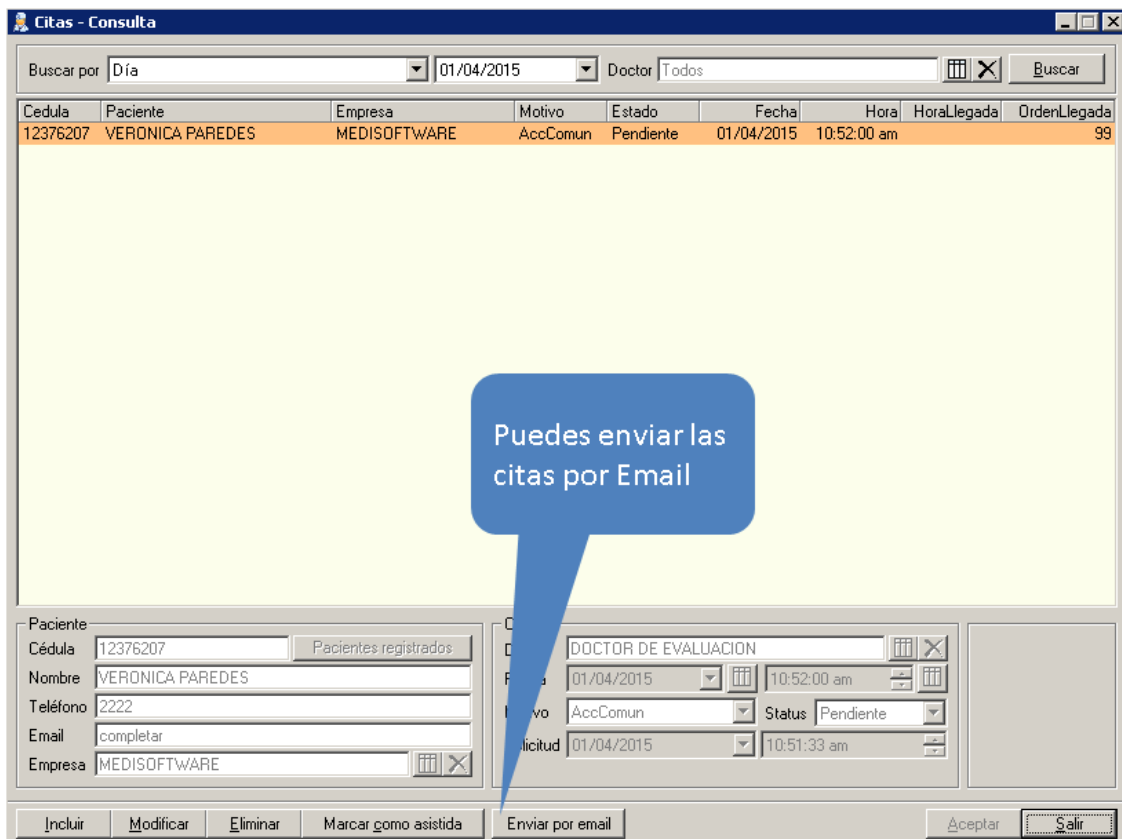 Citas - Consulta
Buscar por Día 01/04/2015 Doctor Todos Buscar
Cedula Paciente Empresa Motivo Estado Fecha Hora HoraLlegada OrdenLlegada
12376207 VERONICA PAREDES MEDISOFTWARE AccComun Pendiente 01/04/2015 10:52:00 am 99
Puedes enviar las
citas por Email
Paciente
Cédula 12376207 Pacientes registrados
Nombre VERONICA PAREDES
Teléfono 2222
Email completar
Empresa MEDISOFTWARE
DOCTOR DE EVALUACION
01/04/2015 10:52:00 am
AccComun Status Pendiente
01/04/2015 10:51:33 am
Incluir Modificar Eliminar Marcar como asistida Enviar por email Aceptar Salir